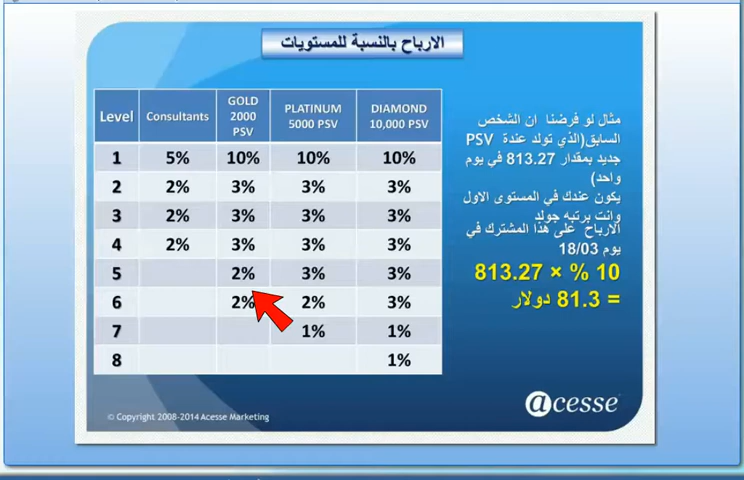 الارباح بالنسبة للمستويات
Level Consultants GOLD 2000 PSV PLATINUM 5000 PSV DIAMOND 10,000 PSV
1 5% 10% 10% 10%
2 2% 3% 3% 3%
3 2% 3% 3% 3%
4 2% 3% 3% 3%
5 2% 3% 3%
6 2% 2% 3%
7 1% 1%
8 1%
مثال لو فرضنا ان الشخص
السابق(الذي تولد عندة PSV
جديد بمقدار 813.27 في يوم
واحد)
يكون عندك في المستوى الاول
وانت برتبه جولد
الارباح على هذا المشترك في
يوم 18/03
813.27 × % 10
= 81.3 دولار
acesse
© Copyright 2008-2014 Acesse Marketing